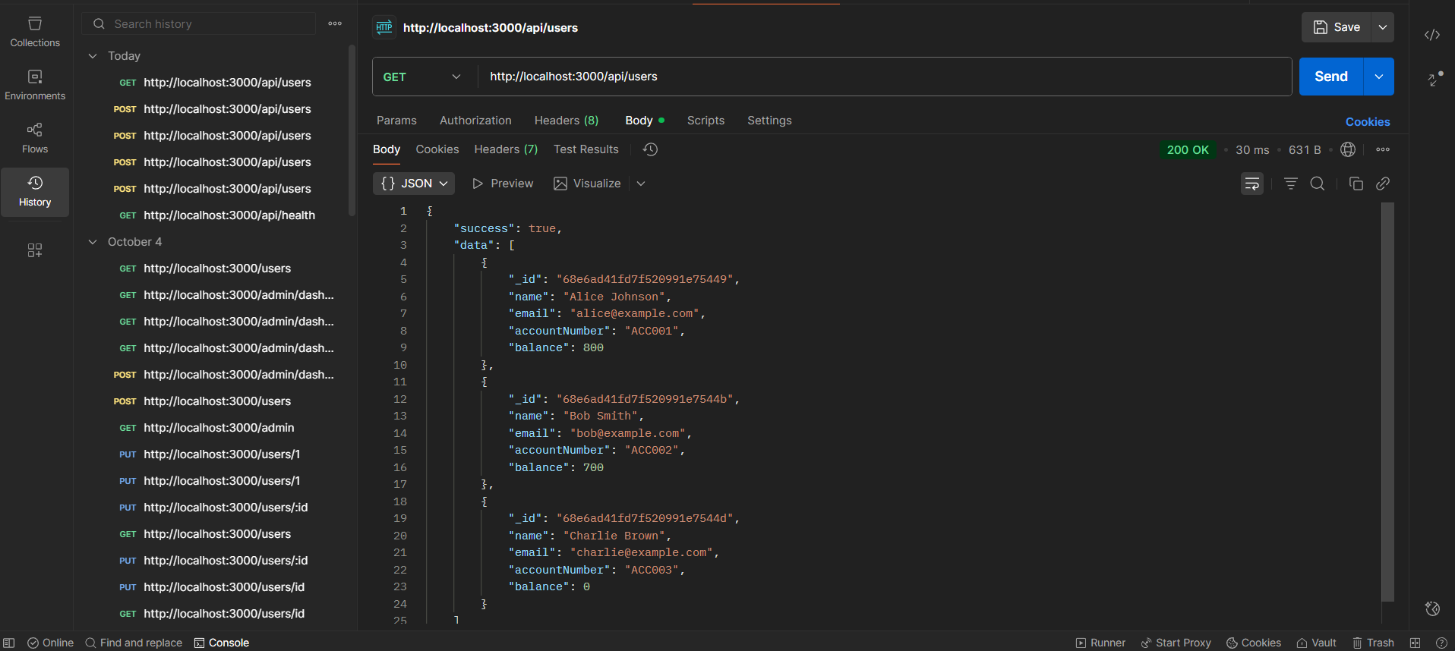 Collections
Environments
Flows
History
Search history
Today
GET http://localhost:3000/api/users
POST http://localhost:3000/api/users
POST http://localhost:3000/api/users
POST http://localhost:3000/api/users
POST http://localhost:3000/api/users
GET http://localhost:3000/api/health
October 4
GET http://localhost:3000/users
GET http://localhost:3000/admin/dash...
GET http://localhost:3000/admin/dash...
GET http://localhost:3000/admin/dash...
POST http://localhost:3000/admin/dash...
POST http://localhost:3000/users
GET http://localhost:3000/admin
PUT http://localhost:3000/users/1
PUT http://localhost:3000/users/1
PUT http://localhost:3000/users/:id
GET http://localhost:3000/users
PUT http://localhost:3000/users/:id
PUT http://localhost:3000/users/id
GET http://localhost:3000/users/id
HTTP http://localhost:3000/api/users
Save
GET http://localhost:3000/api/users
Send
Params Authorization Headers (8) Body Scripts Settings
Cookies
Body Cookies Headers (7) Test Results
200 OK • 30 ms • 631 B •
{} JSON Preview Visualize
1 {
2 "success": true,
3 "data": [
4 {
5 "_id": "68e6ad41fd7f520991e75449",
6 "name": "Alice Johnson",
7 "email": "alice@example.com",
8 "accountNumber": "ACC001",
9 "balance": 800
10 },
11 {
12 "_id": "68e6ad41fd7f520991e7544b",
13 "name": "Bob Smith",
14 "email": "bob@example.com",
15 "accountNumber": "ACC002",
16 "balance": 700
17 },
18 {
19 "_id": "68e6ad41fd7f520991e7544d",
20 "name": "Charlie Brown",
21 "email": "charlie@example.com",
22 "accountNumber": "ACC003",
23 "balance": 0
24 }
25 ]
Online Find and replace Console
Runner Start Proxy Cookies Vault Trash